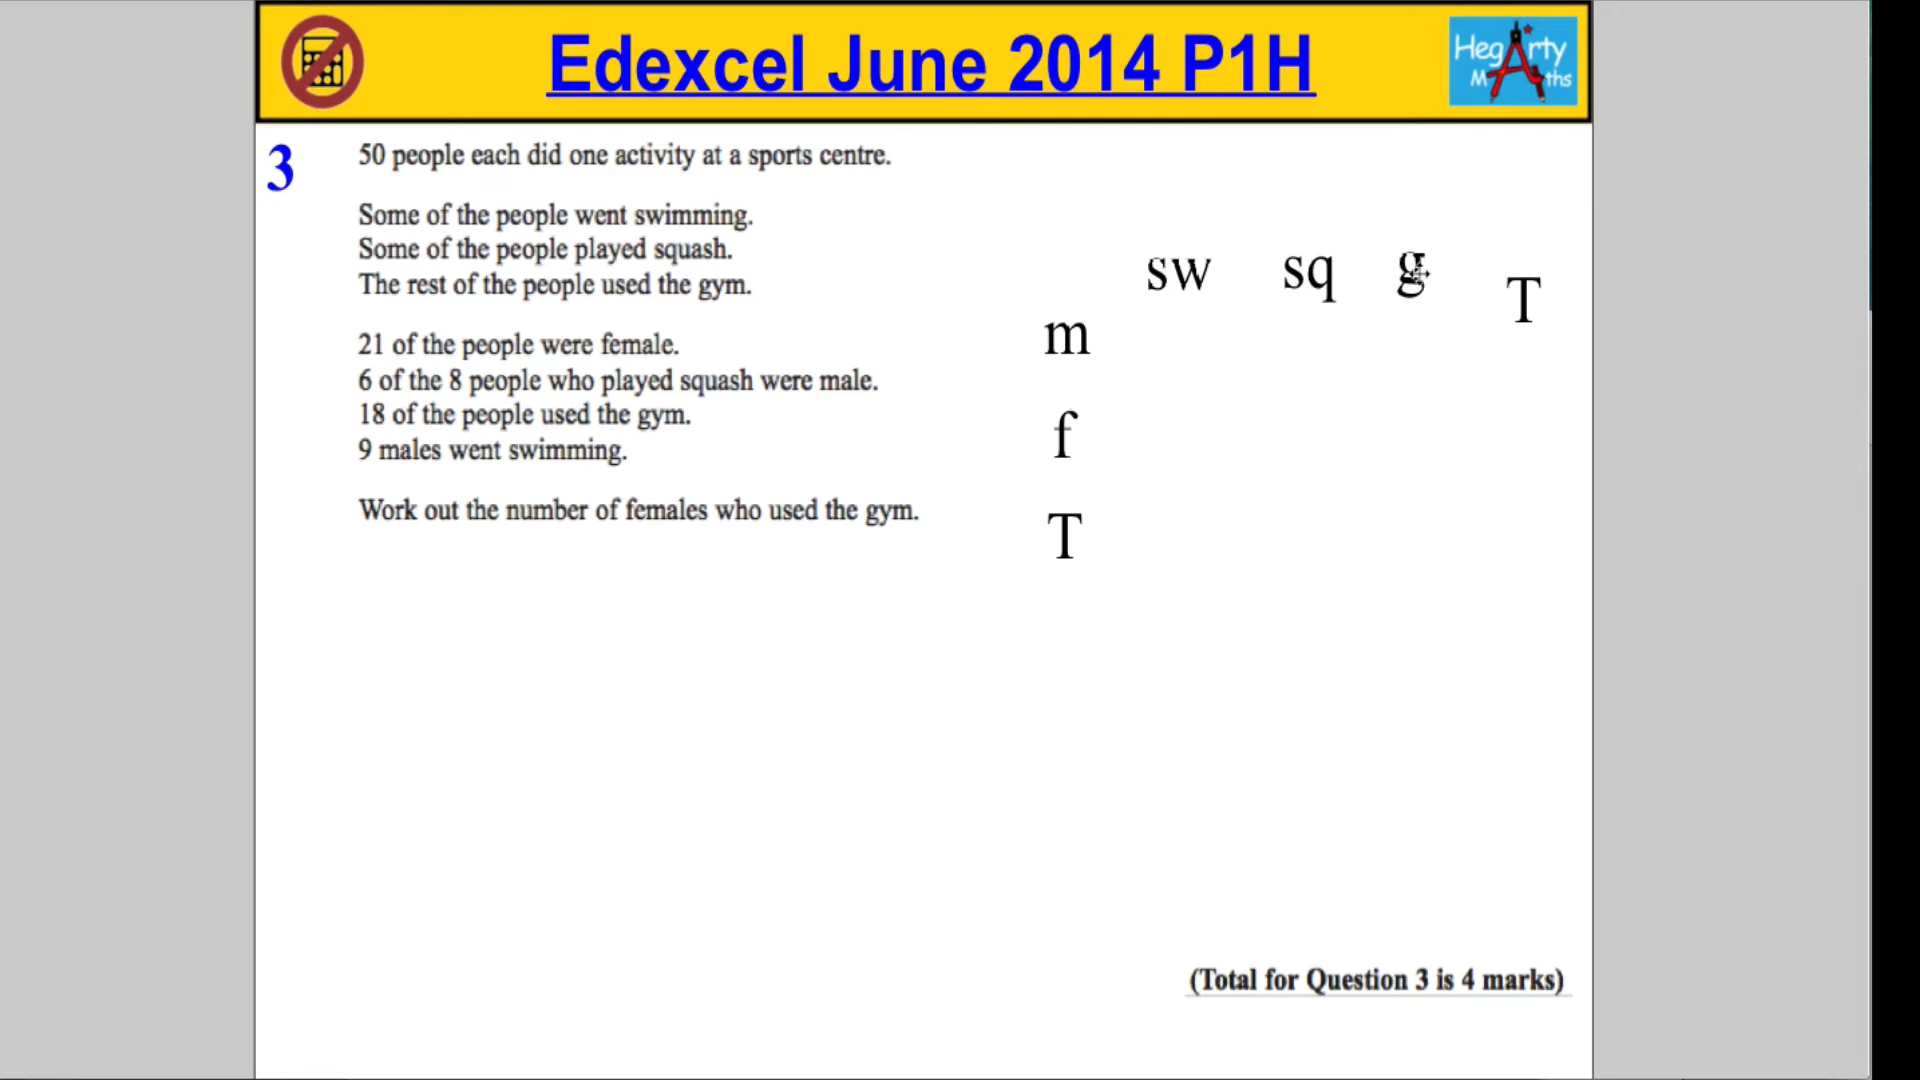 Edexcel June 2014 P1H
HegArty
Maths
3
50 people each did one activity at a sports centre.
Some of the people went swimming.
Some of the people played squash.
The rest of the people used the gym.
21 of the people were female.
6 of the 8 people who played squash were male.
18 of the people used the gym.
9 males went swimming.
Work out the number of females who used the gym.
sw sq g T
m
f
T
(Total for Question 3 is 4 marks)